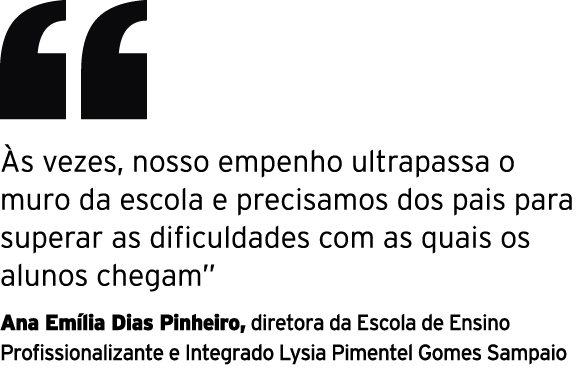 “
Às vezes, nosso empenho ultrapassa o
muro da escola e precisamos dos pais para
superar as dificuldades com as quais os
alunos chegam”
Ana Emília Dias Pinheiro, diretora da Escola de Ensino
Profissionalizante e Integrado Lysia Pimentel Gomes Sampaio